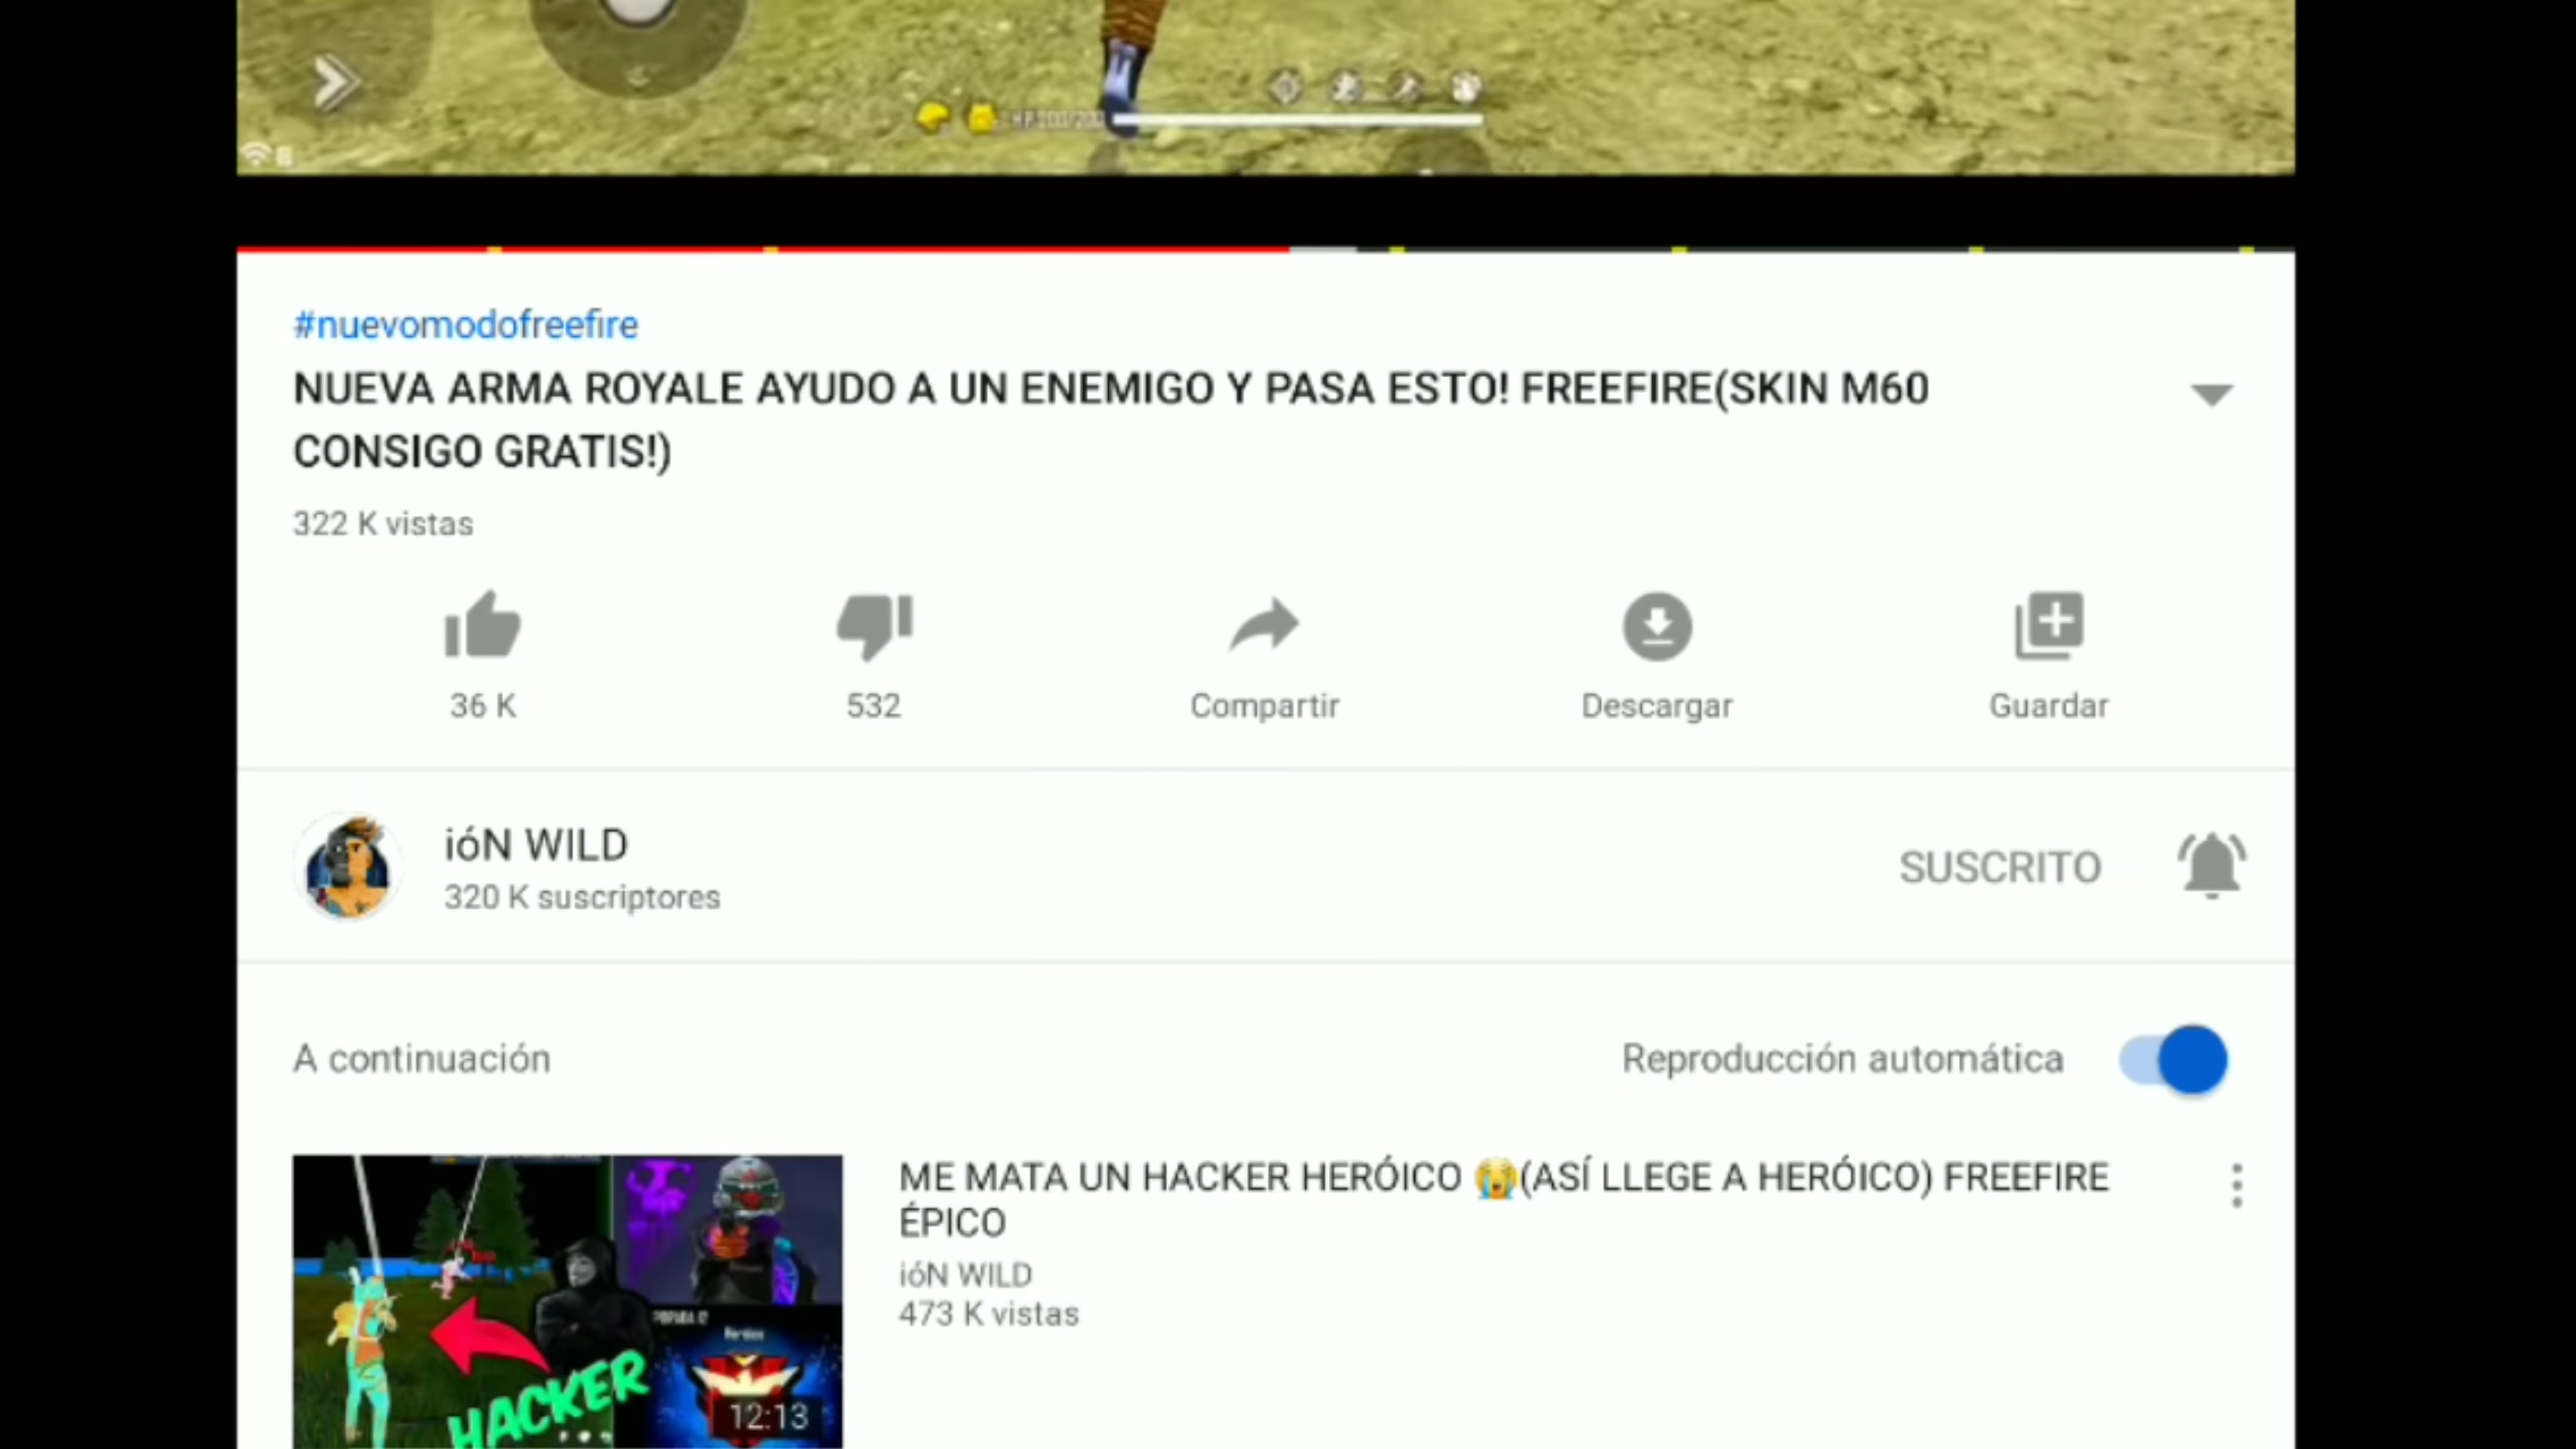 #nuevomodofreefire
NUEVA ARMA ROYALE AYUDO A UN ENEMIGO Y PASA ESTO! FREEFIRE(SKIN M60
CONSIGO GRATIS!)
322 K vistas
36 K
532
Compartir
Descargar
Guardar
ióN WILD
320 K suscriptores
SUSCRITO
A continuación
Reproducción automática
ME MATA UN HACKER HERÓICO 😭(ASÍ LLEGE A HERÓICO) FREEFIRE
ÉPICO
ióN WILD
473 K vistas
Heroico
HACKER
12:13